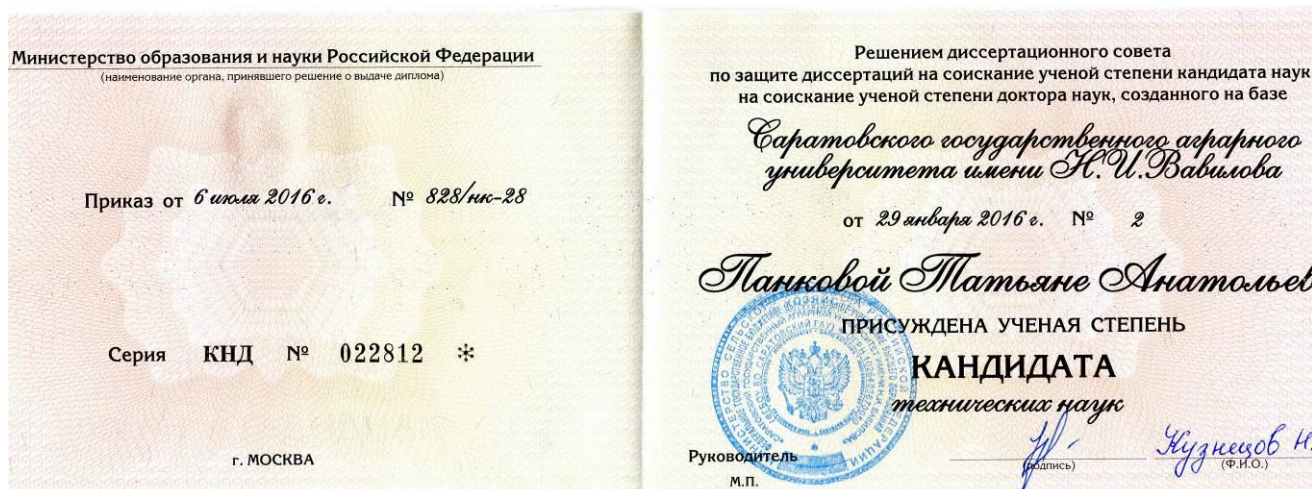 Министерство образования и науки Российской Федерации
(наименование органа, принявшего решение о выдаче диплома)
Приказ от 6 июля 2016 г. № 828/нк-28
Серия КНД № 022812 *
г. МОСКВА
Решением диссертационного совета
по защите диссертаций на соискание ученой степени кандидата наук
на соискание ученой степени доктора наук, созданного на базе
Саратовского государственного аграрного
университета имени Н.И.Вавилова
от 29 января 2016 г. № 2
Панковой Татьяне Анатольев
ПРИСУЖДЕНА УЧЕНАЯ СТЕПЕНЬ
КАНДИДАТА
технических наук
Руководитель
Кузнецов Н.
(подпись) (Ф.И.О.)
М.П.